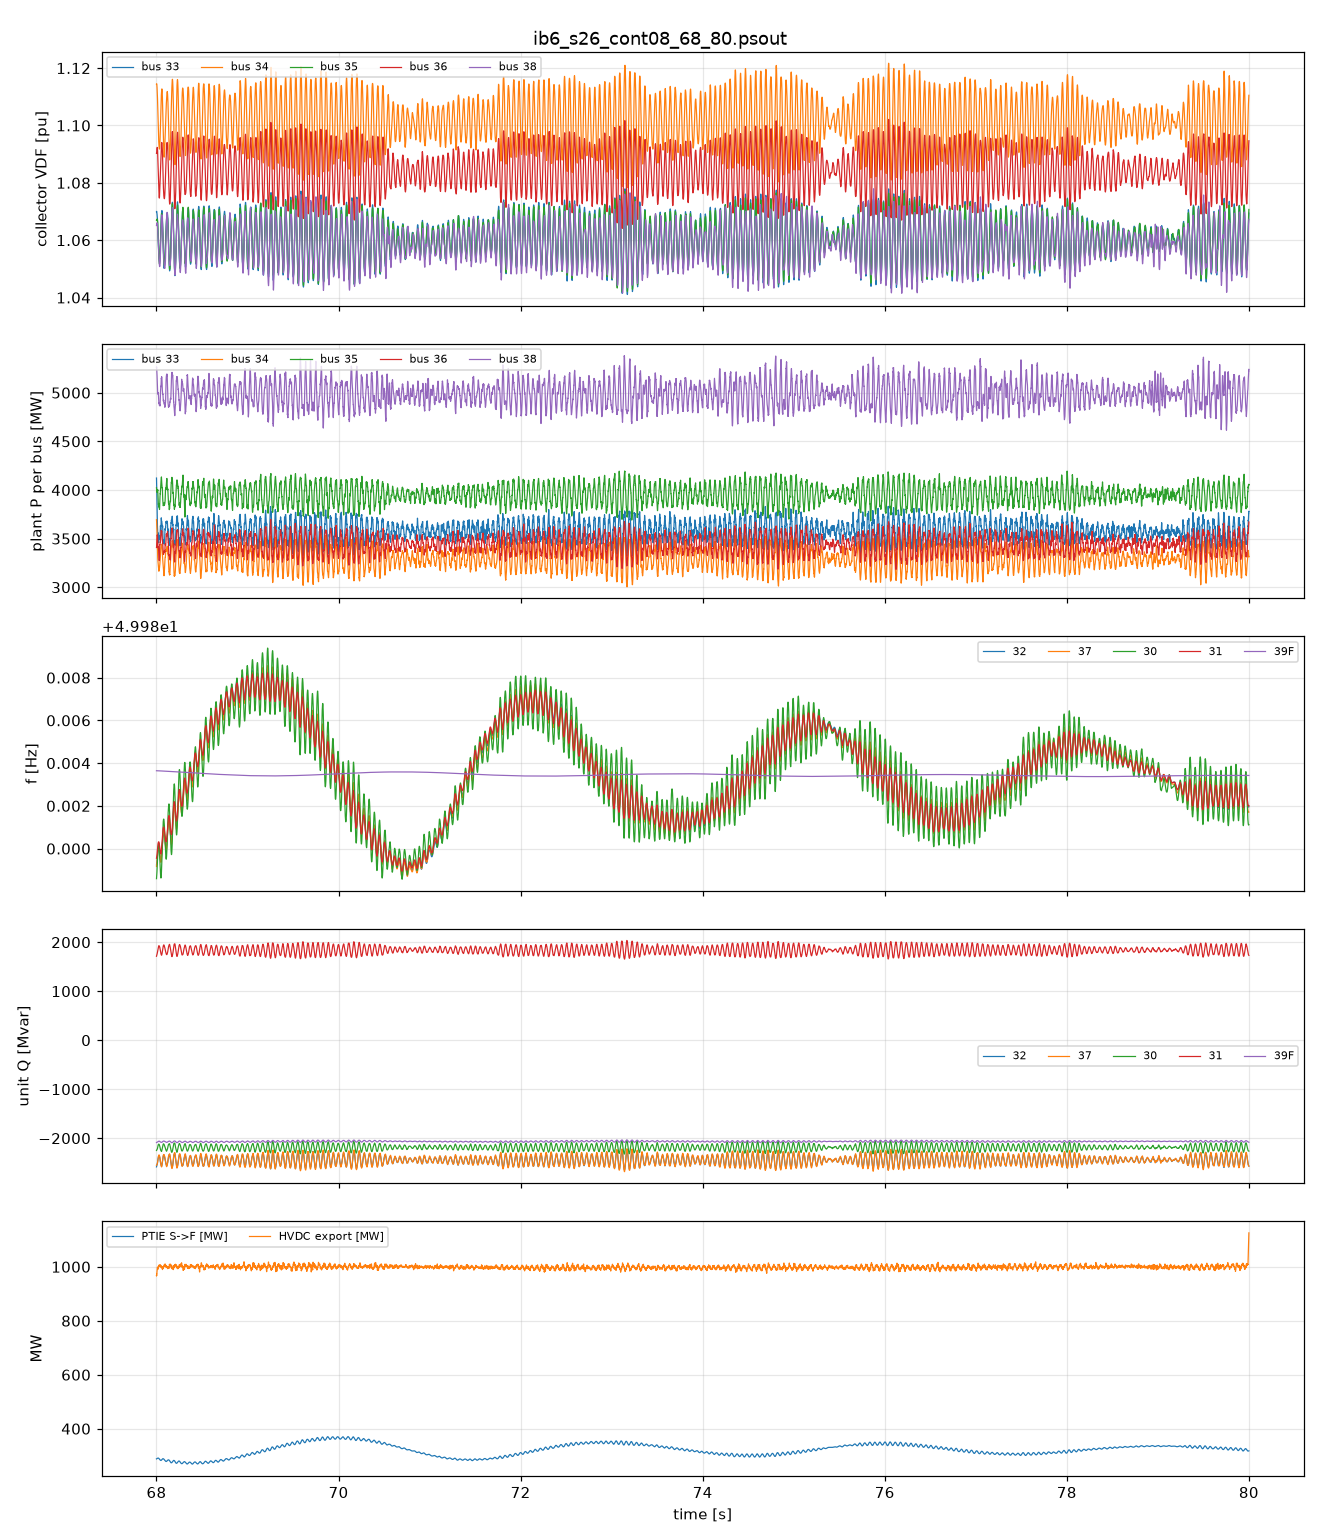 ib6_s26_cont08_68_80.psout
bus 33 bus 34 bus 35 bus 36 bus 38
collector VDF [pu]
1.12
1.10
1.08
1.06
1.04
bus 33 bus 34 bus 35 bus 36 bus 38
plant P per bus [MW]
5000
4500
4000
3500
3000
+4.998e1
32 37 30 31 39F
f [Hz]
0.008
0.006
0.004
0.002
0.000
unit Q [Mvar]
2000
1000
0
−1000
−2000
32 37 30 31 39F
PTIE S->F [MW] HVDC export [MW]
MW
1000
800
600
400
68 70 72 74 76 78 80
time [s]